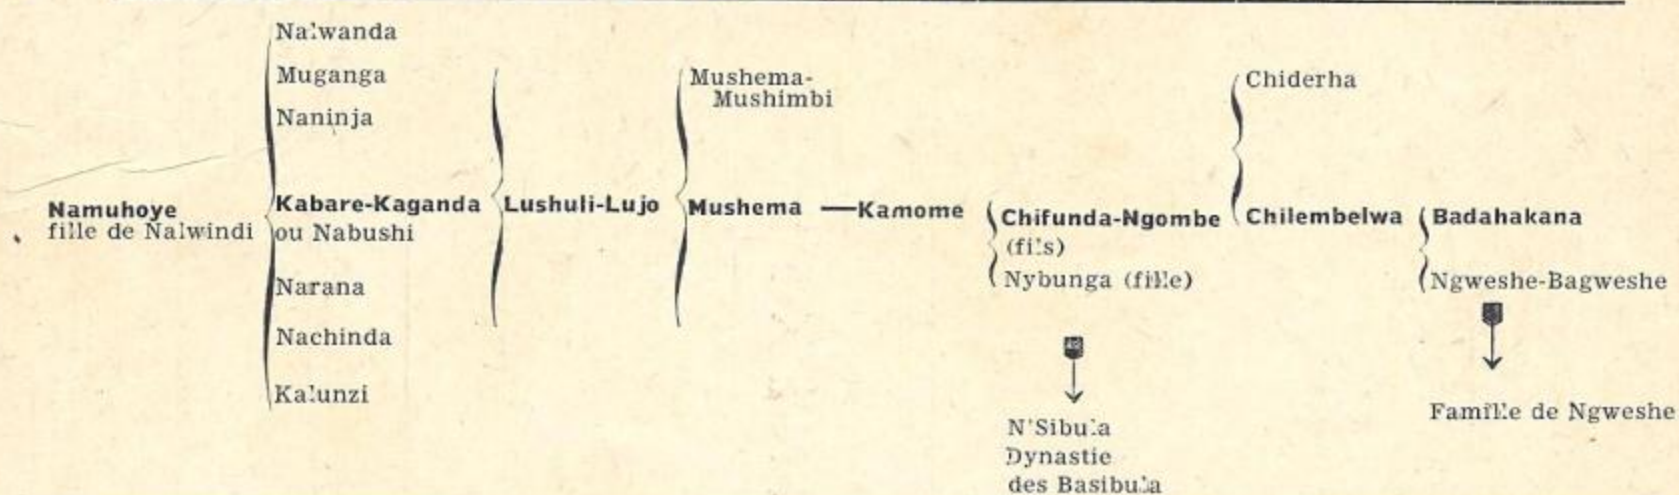 Nalwanda
Muganga
Naninja
Namuhoye
fille de Nalwindi
Kabare-Kaganda
ou Nabushi
Narana
Nachinda
Kalunzi
Lushuli-Lujo
Mushema-
Mushimbi
Mushema
Kamome
Chifunda-Ngombe
(fils)
Nybunga (fille)
N'Sibula
Dynastie
des Basibula
Chiderha
Chilembelwa
Badahakana
Ngweshe-Bagweshe
Famille de Ngweshe